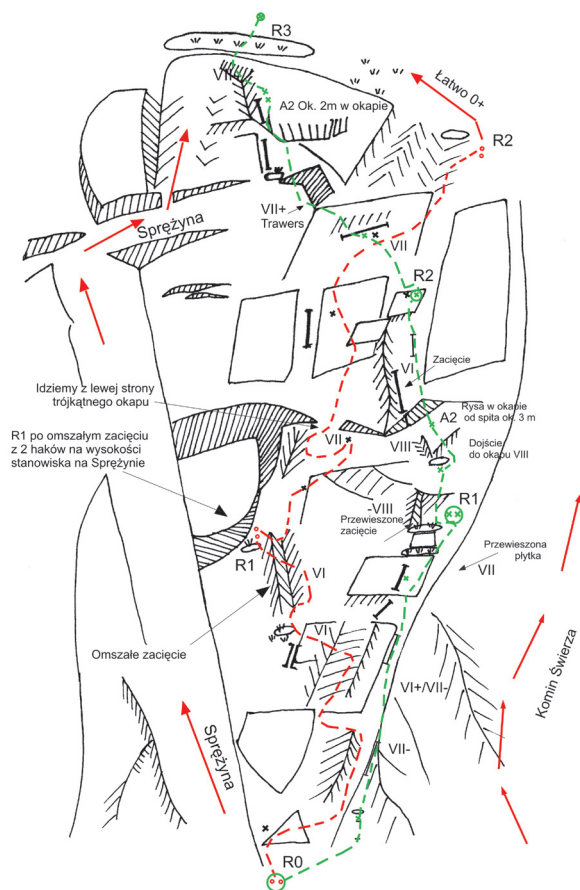 R3
VII-
A2 Ok. 2m w okapie
Łatwo 0+
R2
Sprężyna
VII+
Trawers
VII
R2
VI
Zacięcie
Idziemy z lewej strony
trójkątnego okapu
A2
Rysa w okapie
od spita ok. 3 m
R1 po omszałym zacięciu
z 2 haków na wysokości
stanowiska na Sprężynie
VII
VIII
Dojście
do okapu VIII
-VIII
Przewieszone
zacięcie
R1
R1
VI
Przewieszona
płytka
VII
Omszałe zacięcie
VI
VI+/VII-
Komin Świerza
VII-
Sprężyna
R0